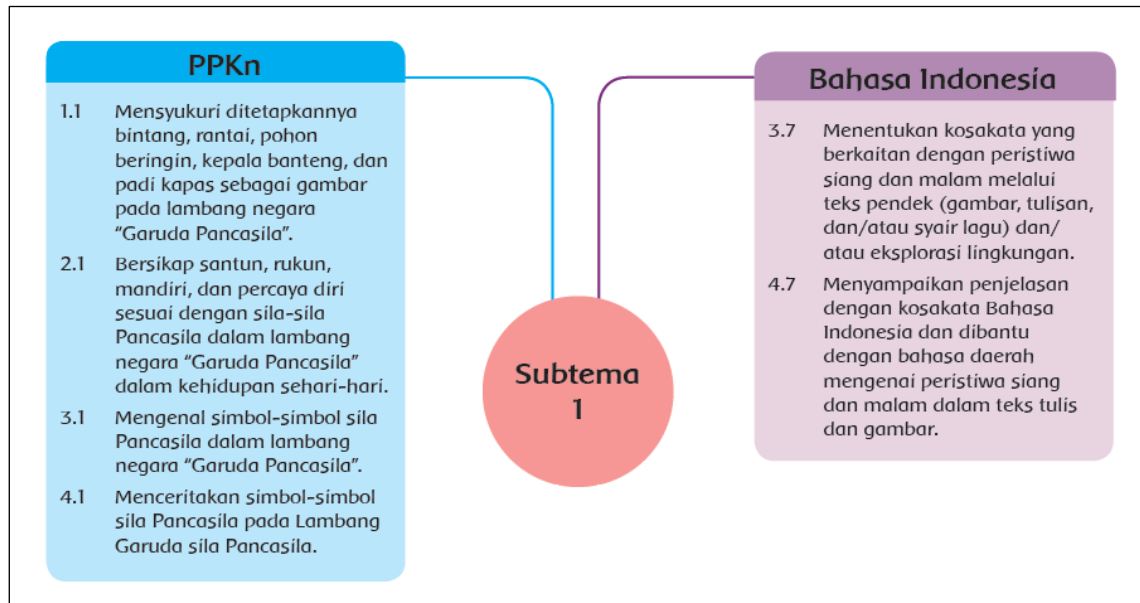 PPKn
1.1 Mensyukuri ditetapkannya
bintang, rantai, pohon
beringin, kepala banteng, dan
padi kapas sebagai gambar
pada lambang negara
“Garuda Pancasila”.
2.1 Bersikap santun, rukun,
mandiri, dan percaya diri
sesuai dengan sila-sila
Pancasila dalam lambang
negara “Garuda Pancasila”
dalam kehidupan sehari-hari.
3.1 Mengenal simbol-simbol sila
Pancasila dalam lambang
negara “Garuda Pancasila”.
4.1 Menceritakan simbol-simbol
sila Pancasila pada Lambang
Garuda sila Pancasila.
Subtema
1
Bahasa Indonesia
3.7 Menentukan kosakata yang
berkaitan dengan peristiwa
siang dan malam melalui
teks pendek (gambar, tulisan,
dan/atau syair lagu) dan/
atau eksplorasi lingkungan.
4.7 Menyampaikan penjelasan
dengan kosakata Bahasa
Indonesia dan dibantu
dengan bahasa daerah
mengenai peristiwa siang
dan malam dalam teks tulis
dan gambar.